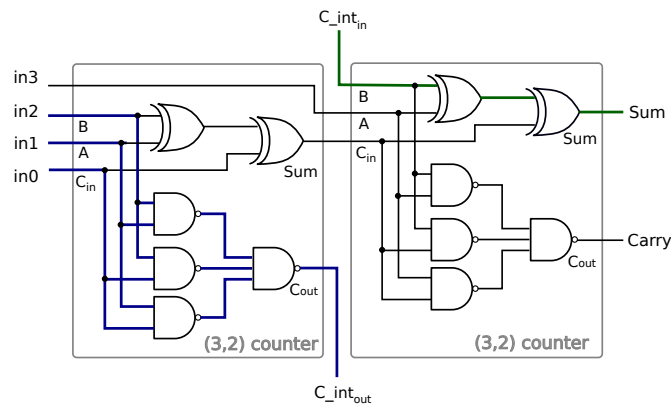 C_int_in
in3
in2
B
in1
A
in0
C_in
Sum
C_out
(3,2) counter
C_int_out
B
A
C_in
Sum
Sum
C_out
Carry
(3,2) counter